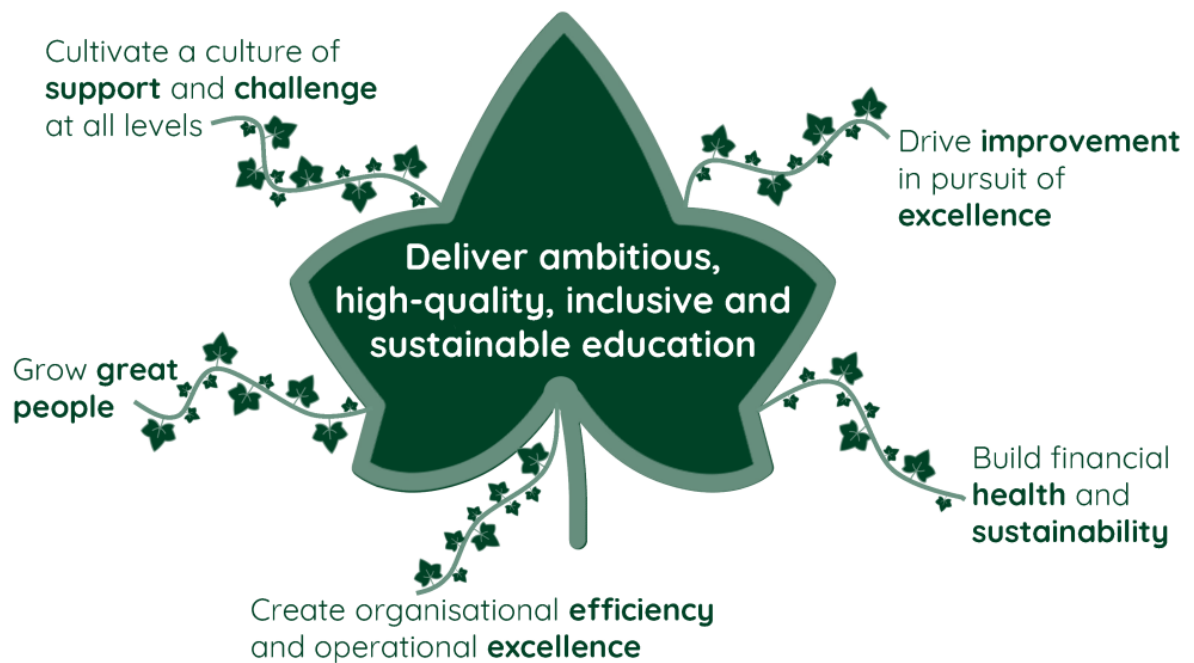 Cultivate a culture of
support and challenge
at all levels
Drive improvement
in pursuit of
excellence
Deliver ambitious,
high-quality, inclusive and
sustainable education
Grow great
people
Build financial
health and
sustainability
Create organisational efficiency
and operational excellence